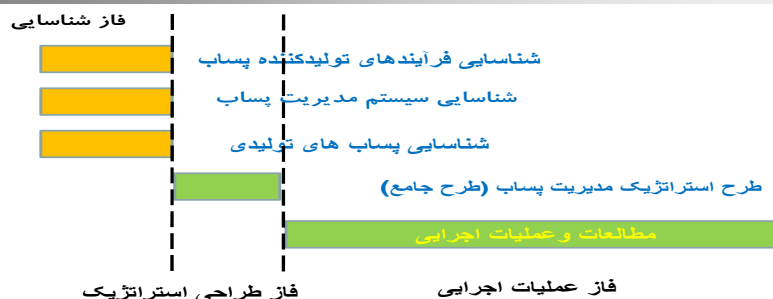 فاز شناسایی
شناسایی فرآیندهای تولیدکننده پساب
شناسایی سیستم مدیریت پساب
شناسایی پساب های تولیدی
طرح استراتژیک مدیریت پساب (طرح جامع)
مطالعات و عملیات اجرایی
فاز عملیات اجرایی
فاز طراحی استراتژیک